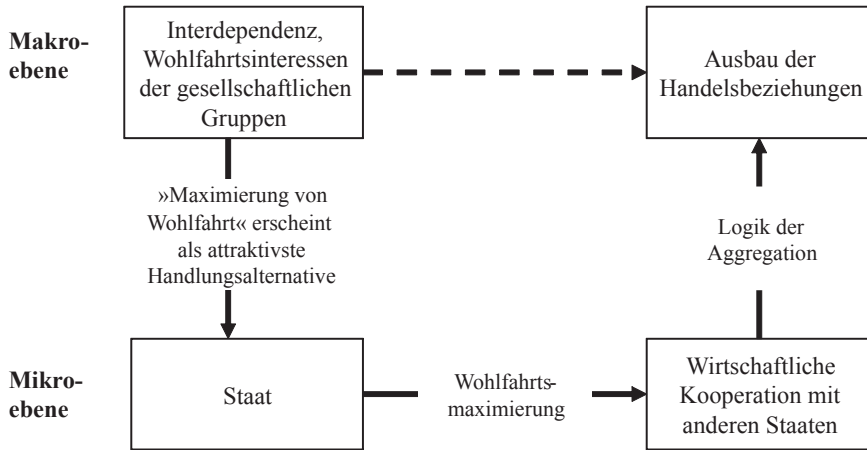 Makro-
ebene
Interdependenz,
Wohlfahrtsinteressen
der gesellschaftlichen
Gruppen
Ausbau der
Handelsbeziehungen
»Maximierung von
Wohlfahrt« erscheint
als attraktivste
Handlungsalternative
Logik der
Aggregation
Mikro-
ebene
Staat
Wohlfahrts-
maximierung
Wirtschaftliche
Kooperation mit
anderen Staaten